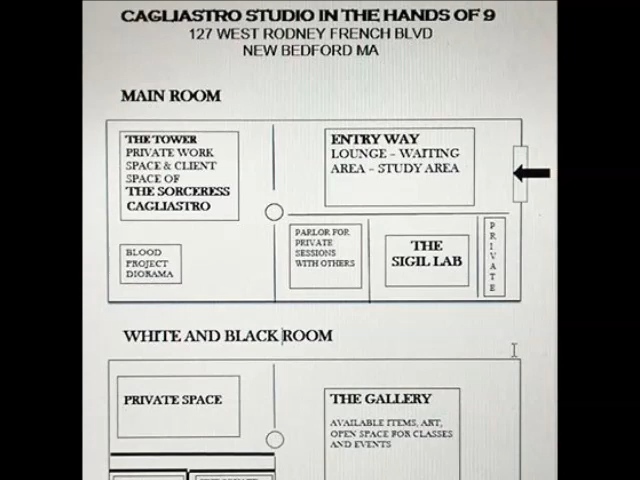 CAGLIASTRO STUDIO IN THE HANDS OF 9
127 WEST RODNEY FRENCH BLVD
NEW BEDFORD MA
MAIN ROOM
THE TOWER
PRIVATE WORK
SPACE & CLIENT
SPACE OF
THE SORCERESS
CAGLIASTRO
ENTRY WAY
LOUNGE – WAITING
AREA – STUDY AREA
BLOOD
PROJECT
DIORAMA
PARLOR FOR
PRIVATE
SESSIONS
WITH OTHERS
THE
SIGIL LAB
PRIVATE
WHITE AND BLACK ROOM
PRIVATE SPACE
THE GALLERY
AVAILABLE ITEMS, ART,
OPEN SPACE FOR CLASSES
AND EVENTS